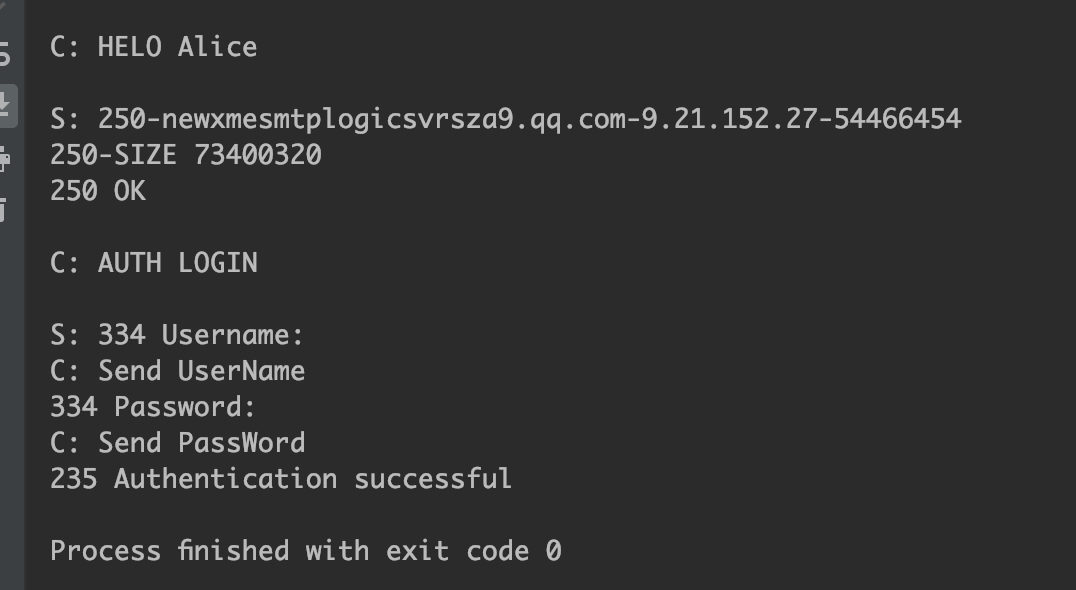 C: HELO Alice
S: 250-newxmesmtplogicsvrsza9.qq.com-9.21.152.27-54466454
250-SIZE 73400320
250 OK
C: AUTH LOGIN
S: 334 Username:
C: Send UserName
334 Password:
C: Send PassWord
235 Authentication successful
Process finished with exit code 0